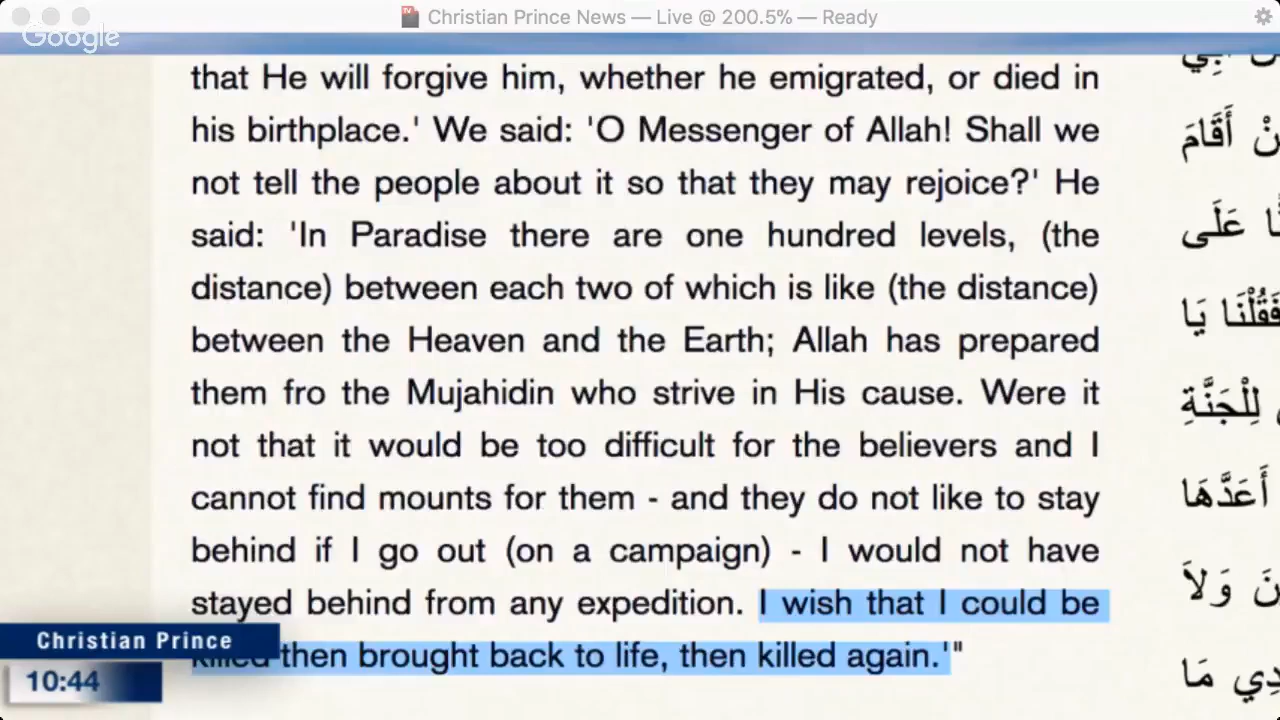 Christian Prince News — Live @ 200.5% — Ready
Google
that He will forgive him, whether he emigrated, or died in
his birthplace.' We said: 'O Messenger of Allah! Shall we
not tell the people about it so that they may rejoice?' He
said: 'In Paradise there are one hundred levels, (the
distance) between each two of which is like (the distance)
between the Heaven and the Earth; Allah has prepared
them fro the Mujahidin who strive in His cause. Were it
not that it would be too difficult for the believers and I
cannot find mounts for them - and they do not like to stay
behind if I go out (on a campaign) - I would not have
stayed behind from any expedition. I wish that I could be
killed then brought back to life, then killed again.'"
أَقَامَ
عَلَى
فَقُلْنَا يَا
لِلْجَنَّةِ
أَعَدَّهَا
وَلاَ
مَا
Christian Prince
10:44